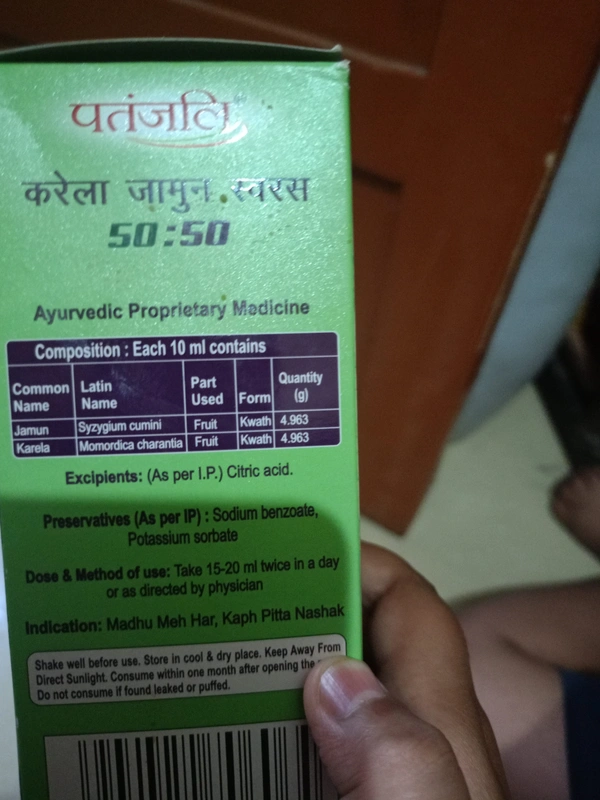 पतंजलि
करेला जामुन स्वरस
50:50
Ayurvedic Proprietary Medicine
Composition : Each 10 ml contains
Common Name Latin Name Part Used Form Quantity (g)
Jamun Syzygium cumini Fruit Kwath 4.963
Karela Momordica charantia Fruit Kwath 4.963
Excipients: (As per I.P.) Citric acid.
Preservatives (As per IP) : Sodium benzoate,
Potassium sorbate
Dose & Method of use: Take 15-20 ml twice in a day
or as directed by physician
Indication: Madhu Meh Har, Kaph Pitta Nashak
Shake well before use. Store in cool & dry place. Keep Away From
Direct Sunlight. Consume within one month after opening the
Do not consume if found leaked or puffed.